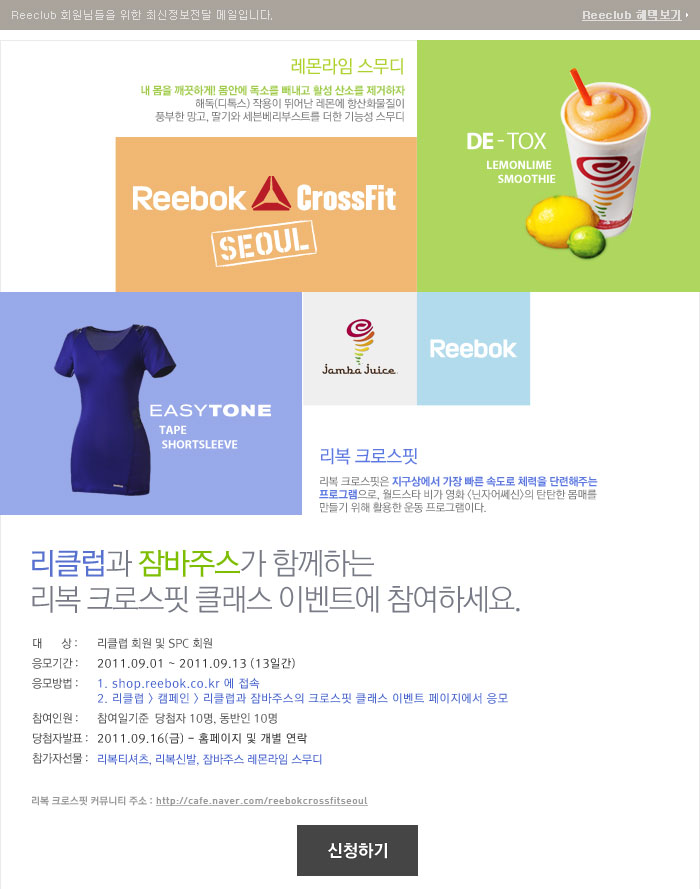 Reeclub 회원님들을 위한 최신정보전달 메일입니다.
Reeclub 혜택보기
레몬라임 스무디
내 몸을 깨끗하게! 몸안에 독소를 빼내고 활성 산소를 제거하자
해독(디톡스) 작용이 뛰어난 레몬에 항산화물질이
풍부한 망고, 딸기와 세븐베리부스트를 더한 기능성 스무디
DE - TOX
LEMONLIME
SMOOTHIE
Reebok CrossFit
SEOUL
EASYTONE
TAPE
SHORTSLEEVE
Reebok
Jamba Juice
Reebok
리복 크로스핏
리복 크로스핏은 지구상에서 가장 빠른 속도로 체력을 단련해주는
프로그램으로, 월드스타 비가 영화 <닌자어쎄신>의 탄탄한 몸매를
만들기 위해 활용한 운동 프로그램이다.
리클럽과 잠바주스가 함께하는
리복 크로스핏 클래스 이벤트에 참여하세요.
대 상 : 리클럽 회원 및 SPC 회원
응모기간 : 2011.09.01 ~ 2011.09.13 (13일간)
응모방법 : 1. shop.reebok.co.kr 에 접속
2. 리클럽 > 캠페인 > 리클럽과 잠바주스의 크로스핏 클래스 이벤트 페이지에서 응모
참여인원 : 참여일기준 당첨자 10명, 동반인 10명
당첨자발표 : 2011.09.16(금) - 홈페이지 및 개별 연락
참가자선물 : 리복티셔츠, 리복신발, 잠바주스 레몬라임 스무디
리복 크로스핏 커뮤니티 주소 : http://cafe.naver.com/reebokcrossfitseoul
신청하기